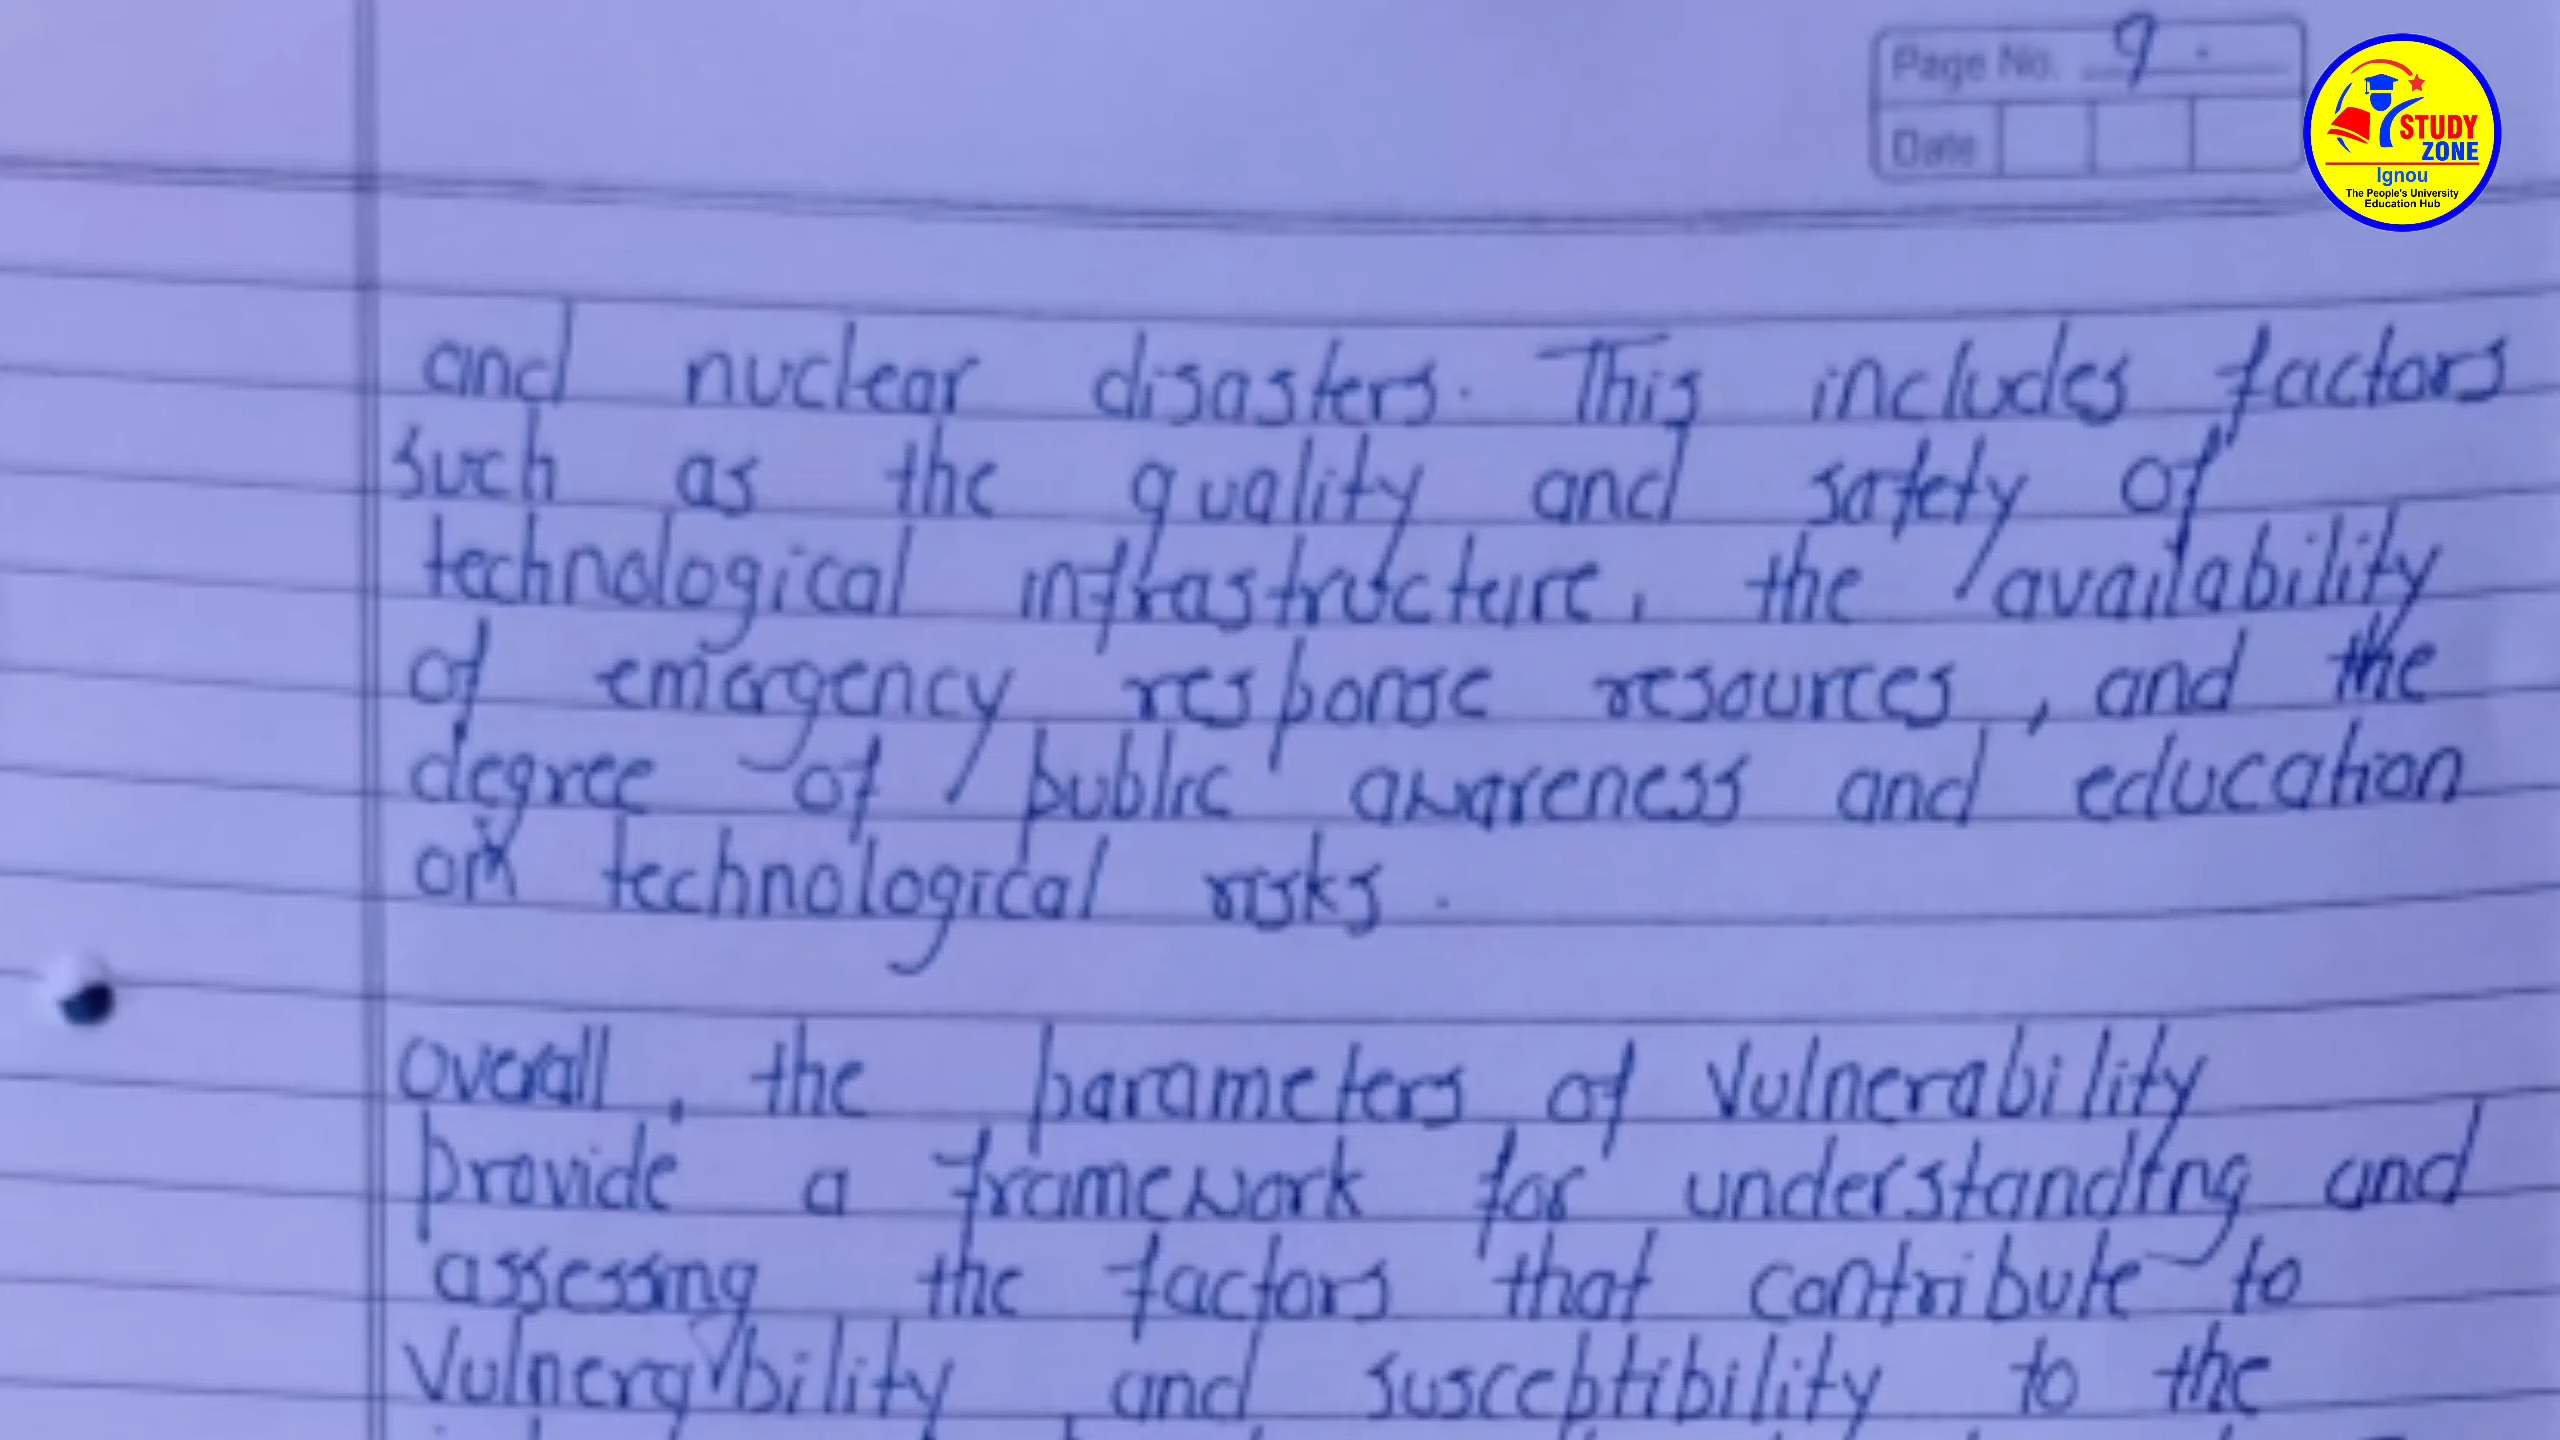 Page No. 9.
Date
STUDY
ZONE
Ignou
The People's University
Education Hub
and nuclear disasters. This includes factors
such as the quality and safety of
technological infrastructure, the availability
of emergency response resources, and the
degree of public awareness and education
on technological risks.
overall, the parameters of vulnerability
provide a framework for understanding and
assessing the factors that contribute to
vulnerability and susceptibility to the